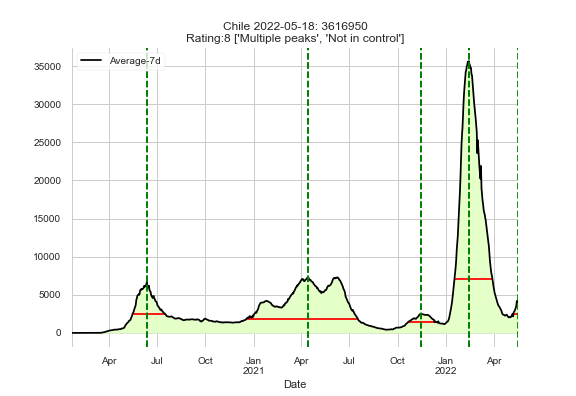 Chile 2022-05-18: 3616950
Rating:8 ['Multiple peaks', 'Not in control']
Average-7d
35000
30000
25000
20000
15000
10000
5000
0
Apr Jul Oct Jan Apr Jul Oct Jan Apr
2021 2022
Date